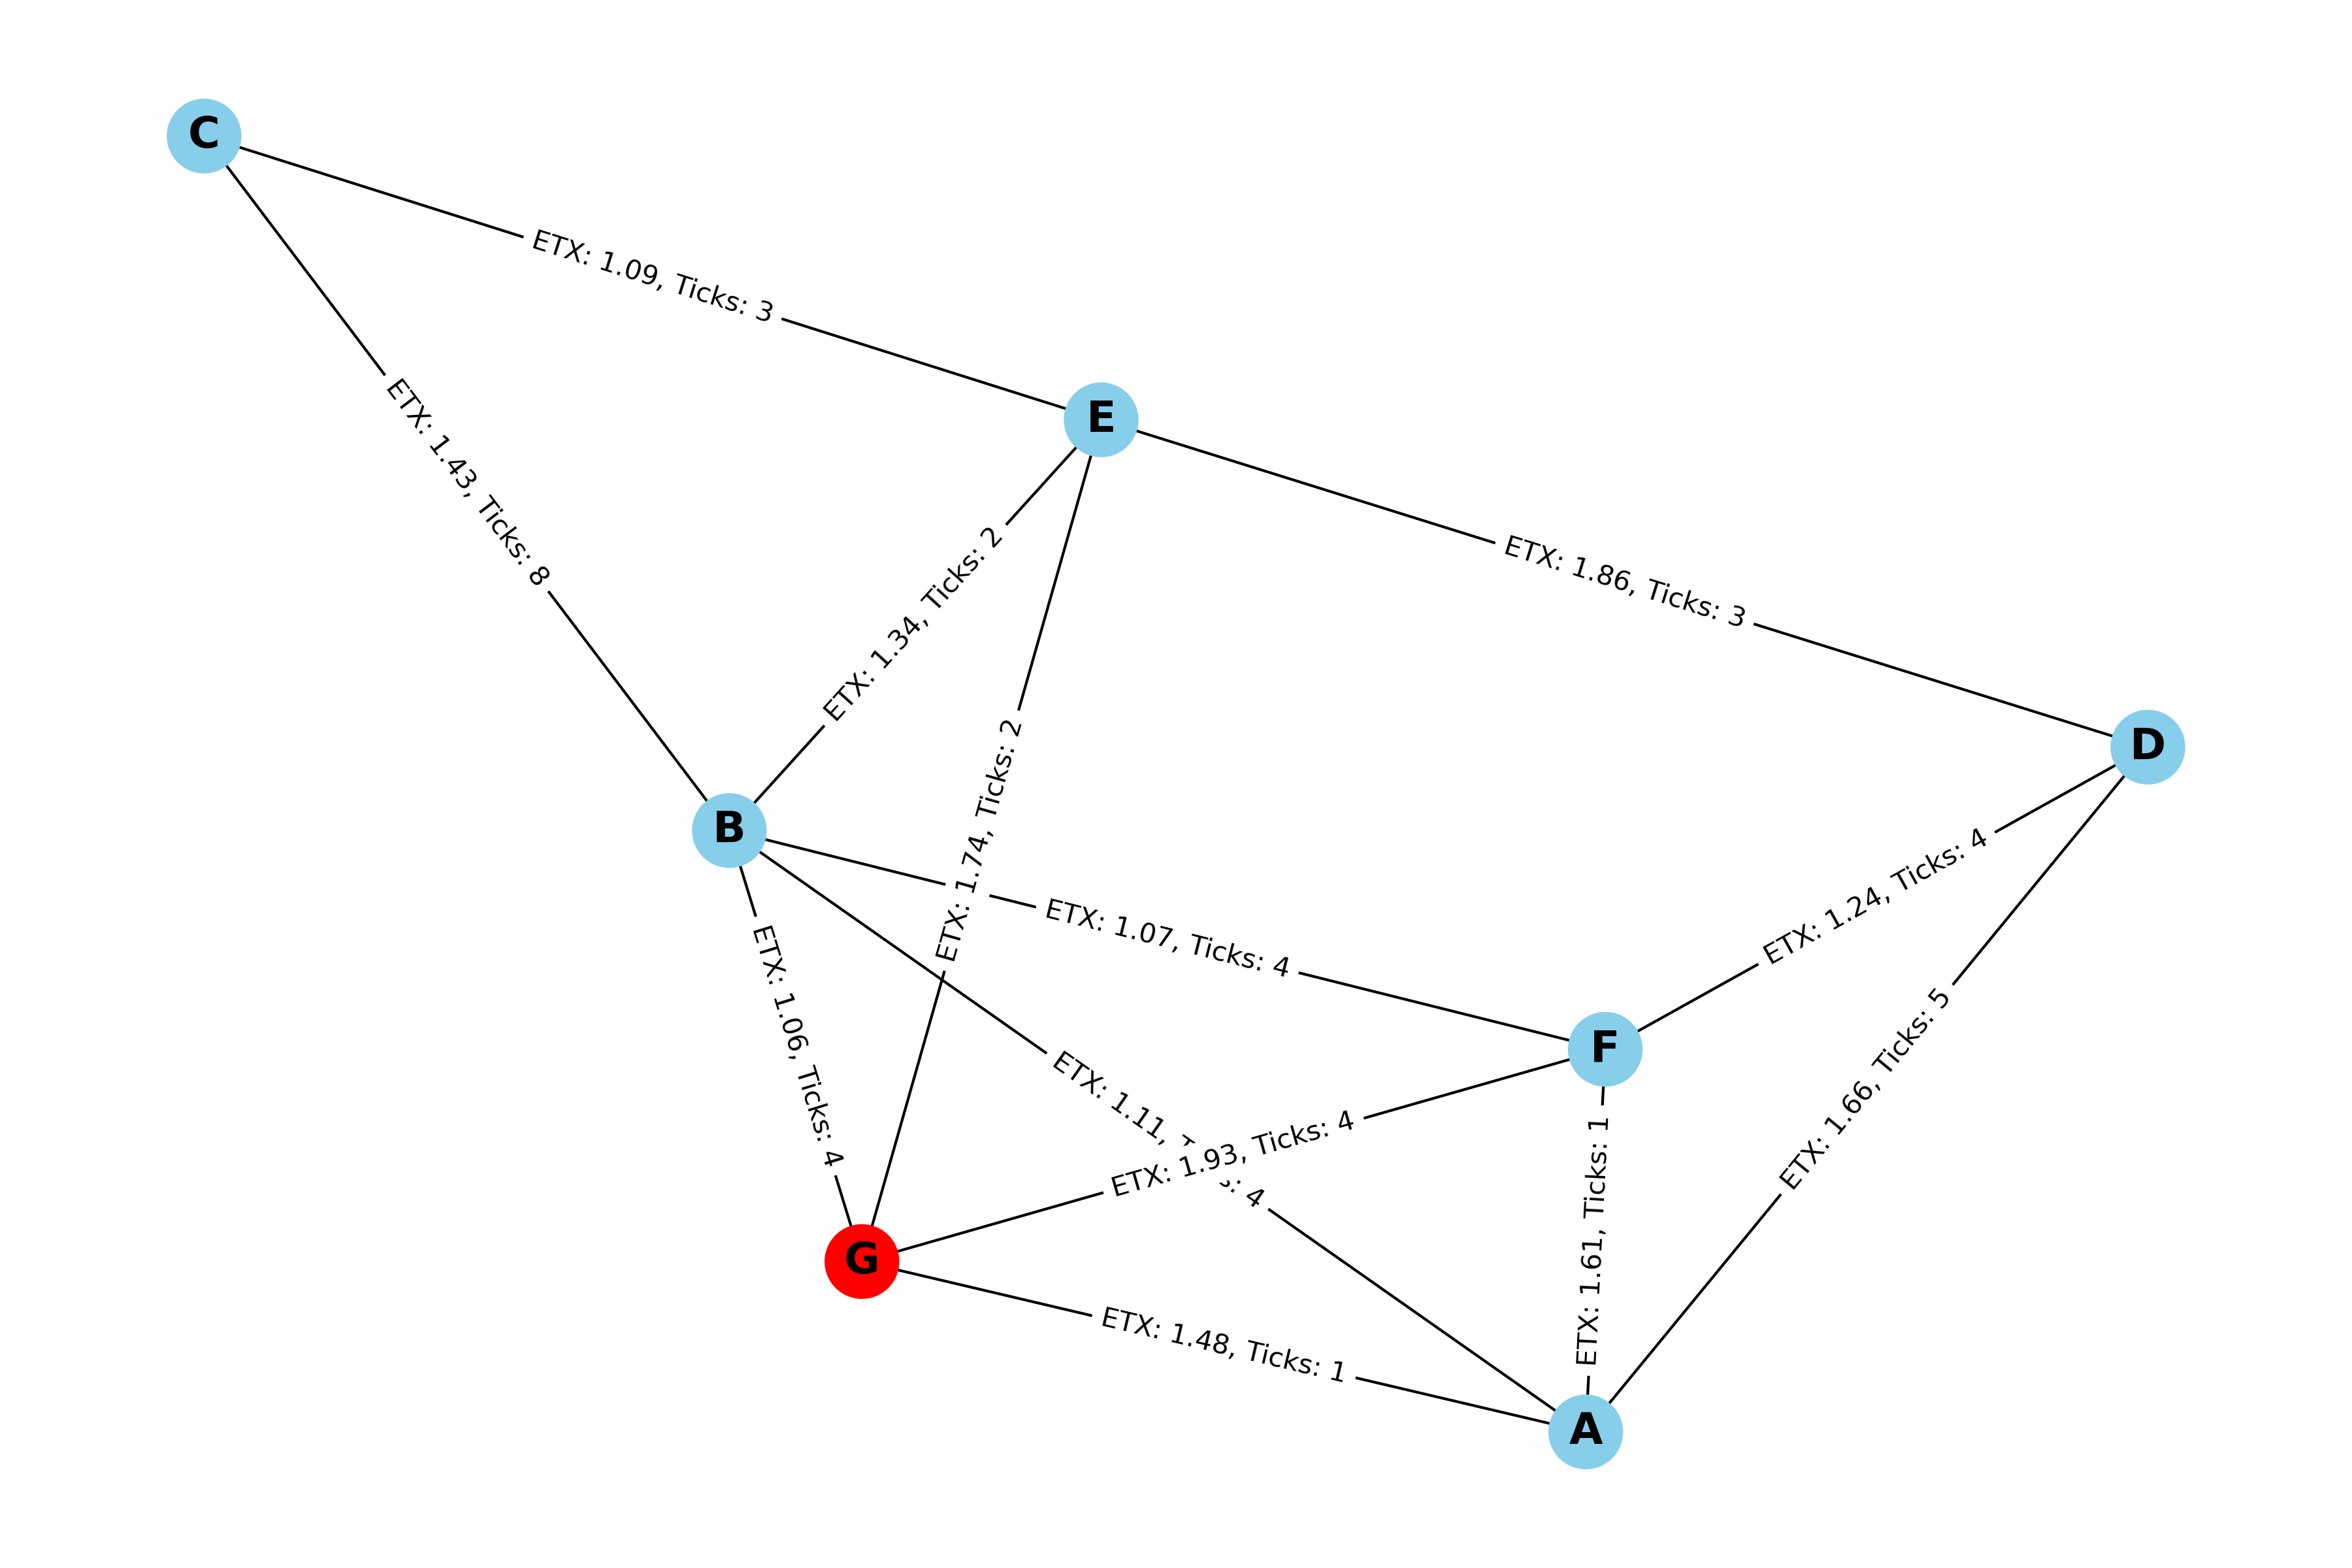 C
ETX: 1.09, Ticks: 3
E
ETX: 1.43, Ticks: 8
ETX: 1.86, Ticks: 3
ETX: 1.34, Ticks: 2
D
ETX: 1.74, Ticks: 2
B
ETX: 1.24, Ticks: 4
ETX: 1.07, Ticks: 4
ETX: 1.06, Ticks: 4
F
ETX: 1.66, Ticks: 5
ETX: 1.11, 4
ETX: 1.93, Ticks: 4
ETX: 1.61, Ticks: 1
G
ETX: 1.48, Ticks: 1
A